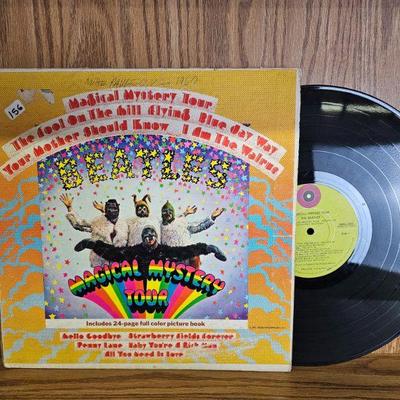 156
Magical Mystery Tour
The Fool On The Hill Flying Blue Jay Way
Your Mother Should Know I Am The Walrus
BEATLES
MAGICAL MYSTERY
TOUR
Includes 24-page full color picture book
Hello Goodbye Strawberry Fields Forever
Penny Lane Baby You're A Rich Man
All You Need Is Love